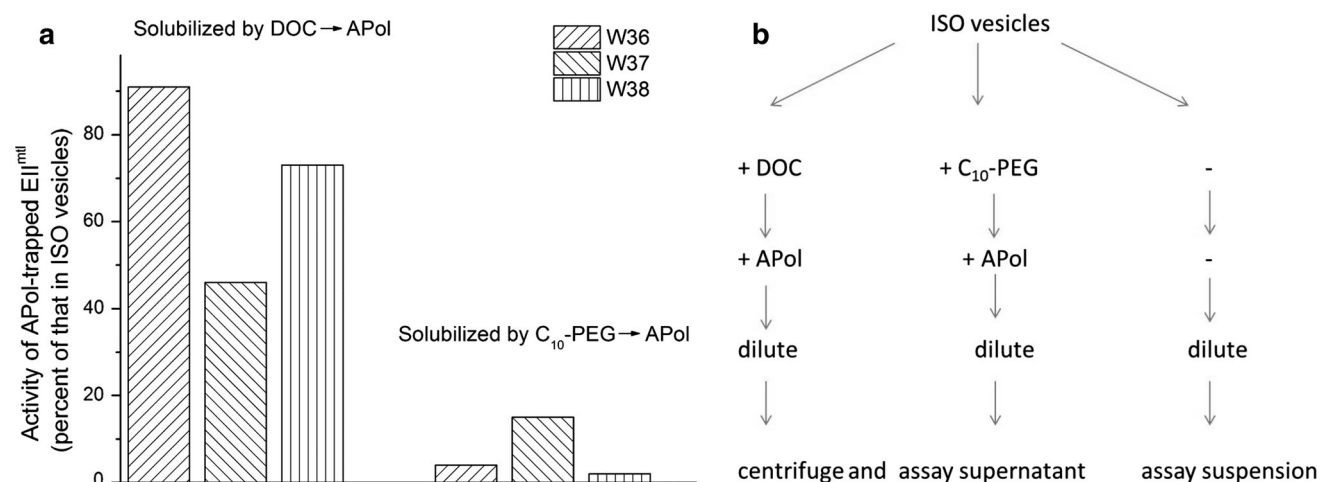 a
Solubilized by DOC → APol
W36
W37
W38
Activity of APol-trapped EII^mtl
(percent of that in ISO vesicles)
80
60
40
20
0
Solubilized by C₁₀-PEG → APol
b
ISO vesicles
+ DOC + C₁₀-PEG -
+ APol + APol -
dilute dilute dilute
centrifuge and assay supernatant assay suspension